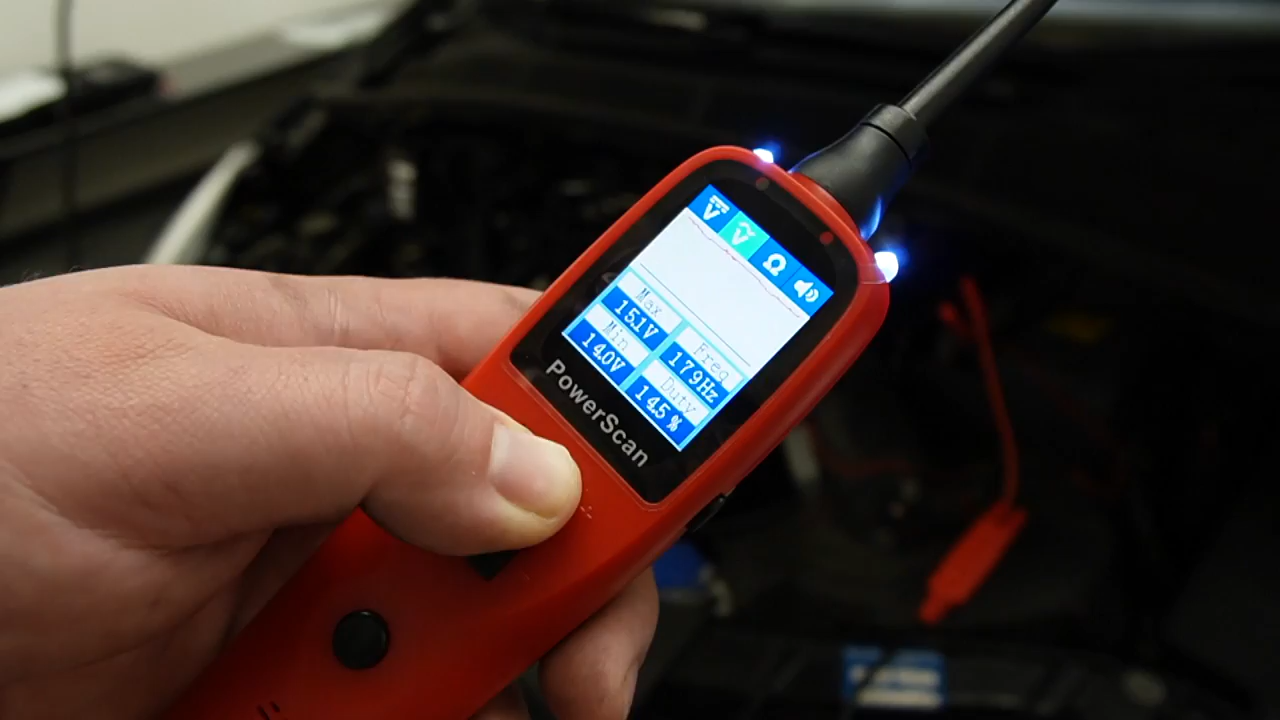 V V Ω
Max
15.1V
Freq
179Hz
Min
14.0V
Duty
14.5 %
PowerScan